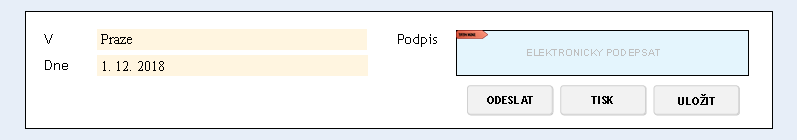 V Praze Podpis
ELEKTRONICKY PODEPSAT
Dne 1. 12. 2018
ODESLAT TISK ULOŽIT